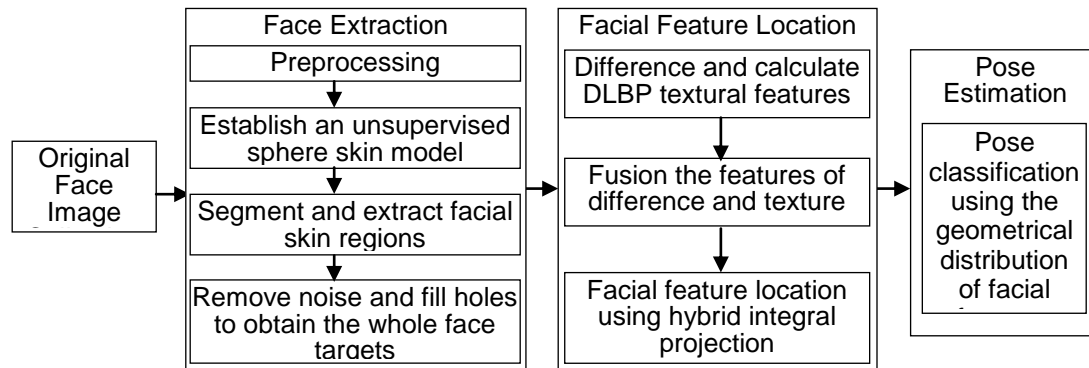 Original
Face
Image
Face Extraction
Preprocessing
Establish an unsupervised
sphere skin model
Segment and extract facial
skin regions
Remove noise and fill holes
to obtain the whole face
targets
Facial Feature Location
Difference and calculate
DLBP textural features
Fusion the features of
difference and texture
Facial feature location
using hybrid integral
projection
Pose
Estimation
Pose
classification
using the
geometrical
distribution
of facial